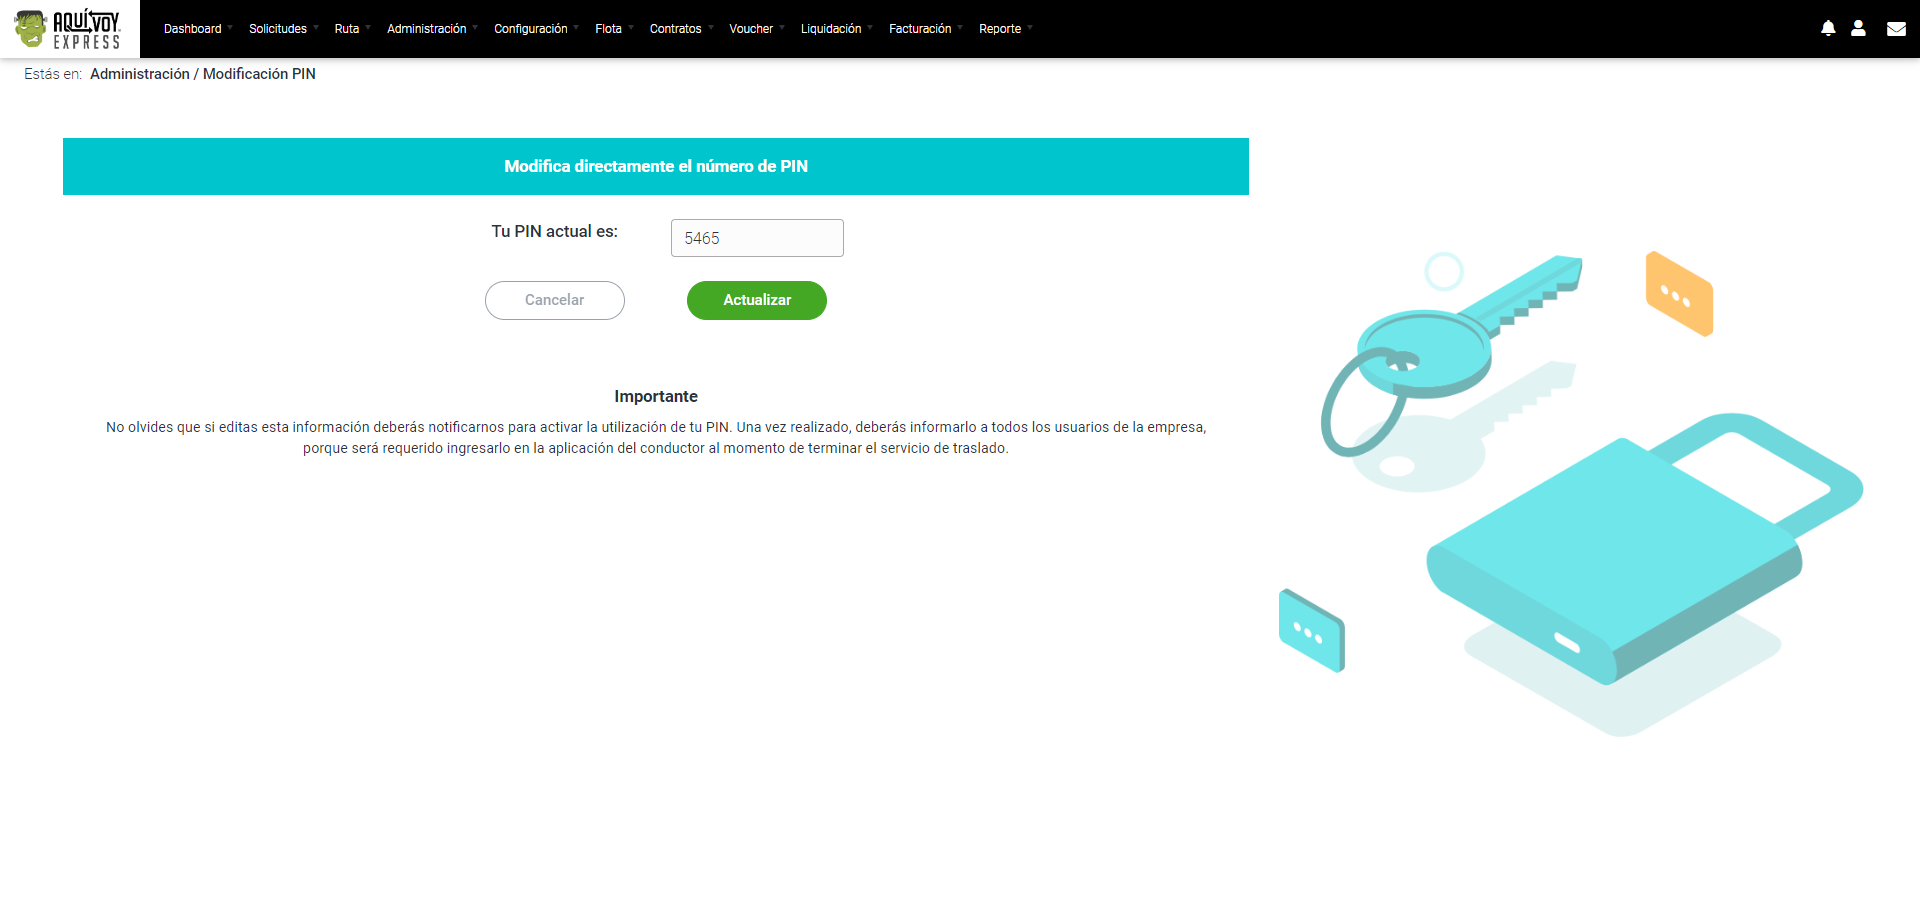 AQUÍVOY
EXPRESS
Dashboard Solicitudes Ruta Administración Configuración Flota Contratos Voucher Liquidación Facturación Reporte
Estás en: Administración / Modificación PIN
Modifica directamente el número de PIN
Tu PIN actual es: 5465
Cancelar Actualizar
Importante
No olvides que si editas esta información deberás notificarnos para activar la utilización de tu PIN. Una vez realizado, deberás informarlo a todos los usuarios de la empresa,
porque será requerido ingresarlo en la aplicación del conductor al momento de terminar el servicio de traslado.